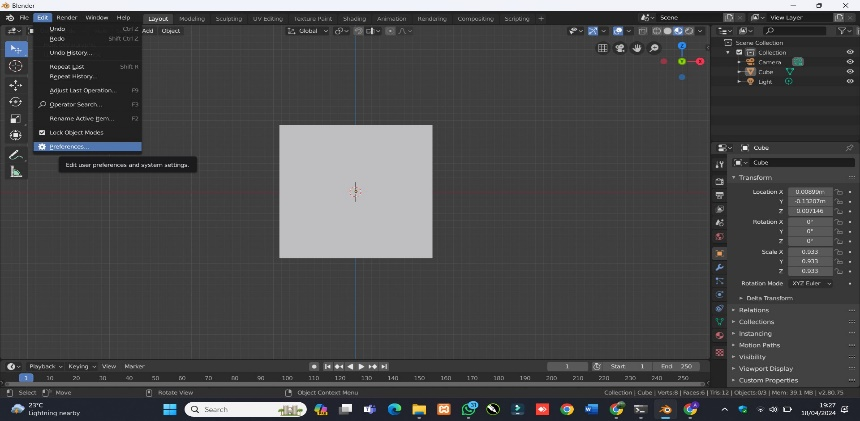 Blender
File Edit Render Window Help Layout Modeling Sculpting UV Editing Texture Paint Shading Animation Rendering Compositing Scripting + Scene View Layer
Add Object Global
Undo Ctrl Z
Redo Shift Ctrl Z
Undo History...
Repeat Last Shift R
Repeat History...
Adjust Last Operation... F9
Operator Search... F3
Rename Active Item... F2
Lock Object Modes
Preferences...
Edit user preferences and system settings.
Z
X
Y
Scene Collection
Collection
Camera
Cube
Light
Cube
Cube
Transform
Location X 0.00899m
Y -0.13207m
Z 0.007146
Rotation X 0°
Y 0°
Z 0°
Scale X 0.933
Y 0.933
Z 0.933
Rotation Mode XYZ Euler
Delta Transform
Relations
Collections
Instancing
Motion Paths
Visibility
Viewport Display
Custom Properties
Playback Keying View Marker 1 Start: 1 End 250
1 10 20 30 40 50 60 70 80 90 100 110 120 130 140 150 160 170 180 190 200 210 220 230 240 250
Select Move Rotate View Object Context Menu Collection | Cube | Verts:8 | Faces:6 | Tris:12 | Objects:0/3 | Mem: 39.1 MB | v2.80.75
23°C
Lightning nearby
Search
19:27
18/04/2024